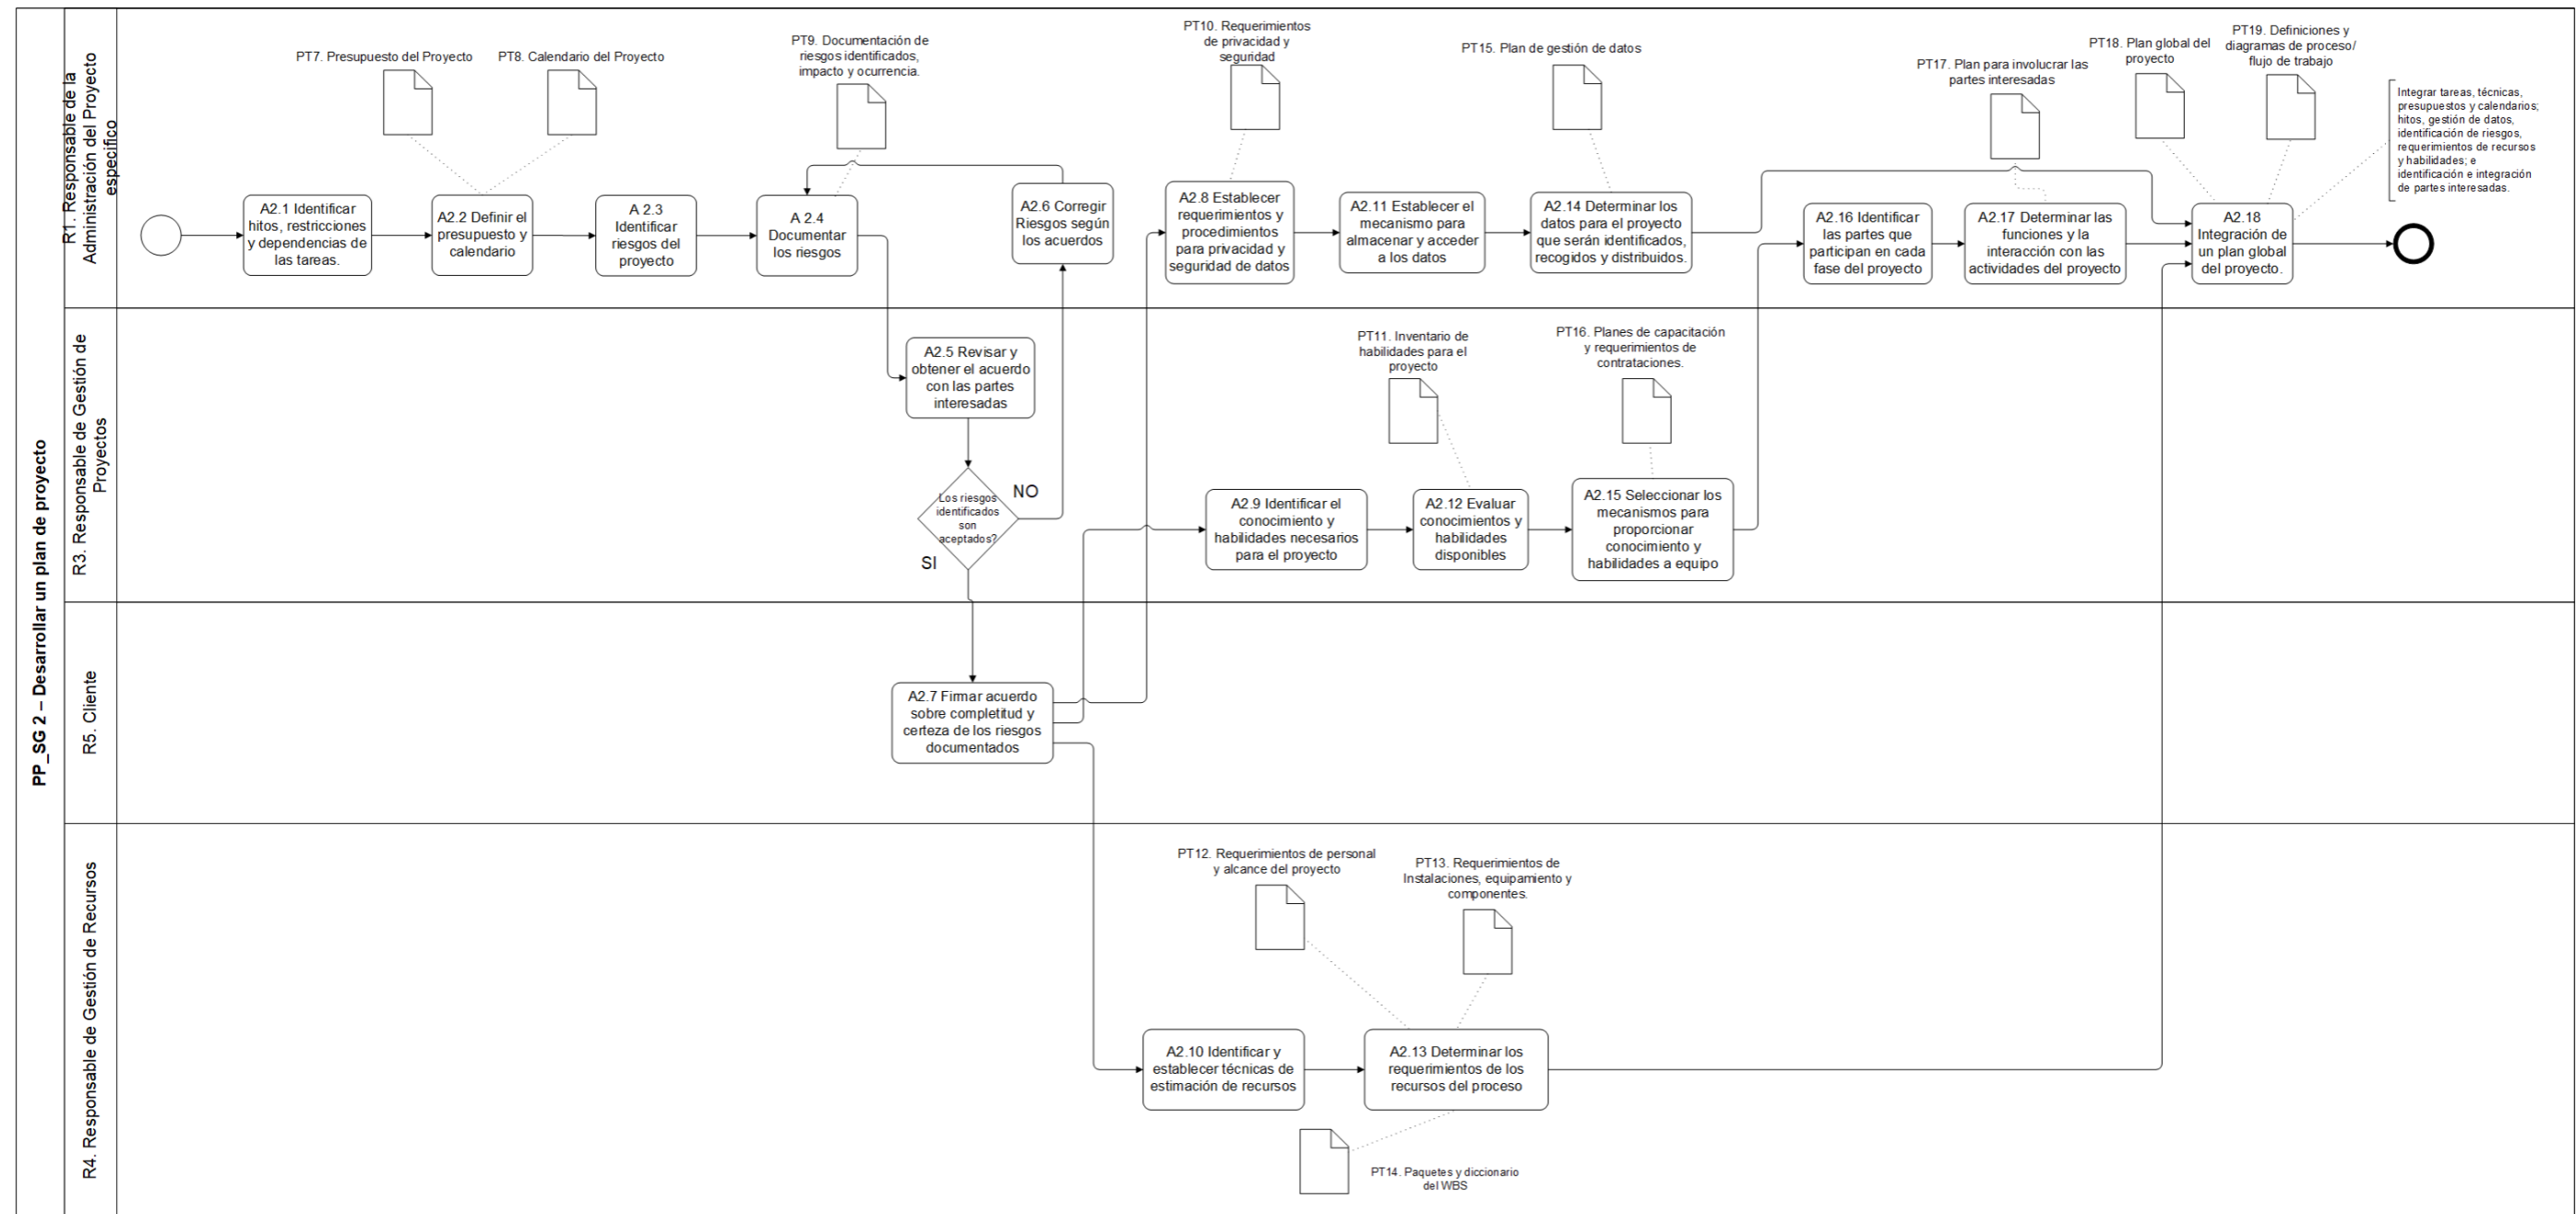 PP_SG 2 – Desarrollar un plan de proyecto
R1. Responsable de la
Administración del Proyecto
específico
PT7. Presupuesto del Proyecto
PT8. Calendario del Proyecto
PT9. Documentación de
riesgos identificados,
impacto y ocurrencia.
PT10. Requerimientos
de privacidad y
seguridad
PT15. Plan de gestión de datos
PT17. Plan para involucrar las
partes interesadas
PT18. Plan global del
proyecto
PT19. Definiciones y
diagramas de proceso/
flujo de trabajo
Integrar tareas, técnicas,
presupuestos y calendarios;
hitos, gestión de datos,
identificación de riesgos,
requerimientos de recursos
y habilidades; e
identificación e integración
de partes interesadas.
A2.1 Identificar
hitos, restricciones
y dependencias de
las tareas.
A2.2 Definir el
presupuesto y
calendario
A 2.3
Identificar
riesgos del
proyecto
A 2.4
Documentar
los riesgos
A2.6 Corregir
Riesgos según
los acuerdos
A2.8 Establecer
requerimientos y
procedimientos
para privacidad y
seguridad de datos
A2.11 Establecer el
mecanismo para
almacenar y acceder
a los datos
A2.14 Determinar los
datos para el proyecto
que serán identificados,
recogidos y distribuidos.
A2.16 Identificar
las partes que
participan en cada
fase del proyecto
A2.17 Determinar las
funciones y la
interacción con las
actividades del proyecto
A2.18
Integración de
un plan global
del proyecto.
R3. Responsable de Gestión de
Proyectos
A2.5 Revisar y
obtener el acuerdo
con las partes
interesadas
Los riesgos
identificados
son
aceptados?
NO
SI
PT11. Inventario de
habilidades para el
proyecto
PT16. Planes de capacitación
y requerimientos de
contrataciones.
A2.9 Identificar el
conocimiento y
habilidades necesarios
para el proyecto
A2.12 Evaluar
conocimientos y
habilidades
disponibles
A2.15 Seleccionar los
mecanismos para
proporcionar
conocimiento y
habilidades a equipo
R5. Cliente
A2.7 Firmar acuerdo
sobre completitud y
certeza de los riesgos
documentados
R4. Responsable de Gestión de Recursos
PT12. Requerimientos de personal
y alcance del proyecto
PT13. Requerimientos de
Instalaciones, equipamiento y
componentes.
A2.10 Identificar y
establecer técnicas de
estimación de recursos
A2.13 Determinar los
requerimientos de los
recursos del proceso
PT14. Paquetes y diccionario
del WBS